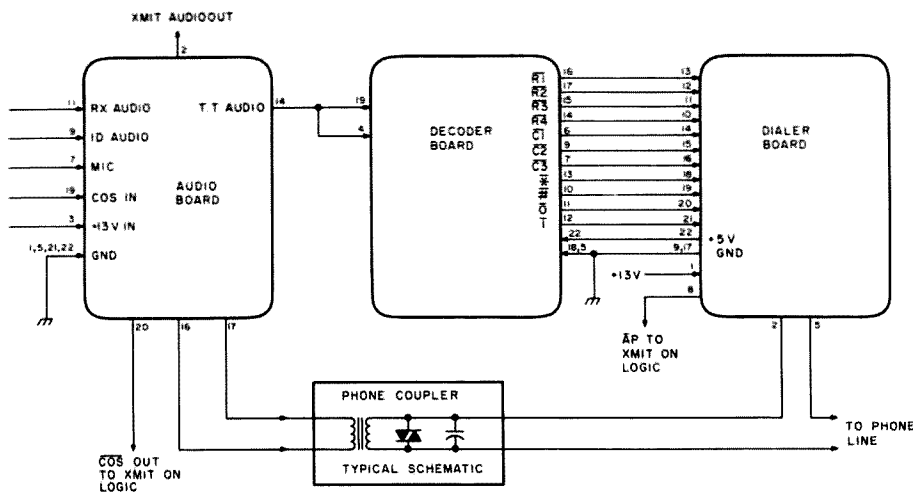 XMIT AUDIOOUT
2
11 RX AUDIO
9 ID AUDIO
7 MIC
19 COS IN
3 +13V IN
1,5,21,22 GND
T.T AUDIO 14
AUDIO
BOARD
20 16 17
19
4
DECODER
BOARD
R1 16 13
R2 17 12
R3 15 11
R4 14 10
C1 6 14
C2 9 15
C3 7 16
* 13 18
# 10 19
0 11 20
1 12 21
22 22 +5V
18,5 9,17 GND
+13V 1
8
DIALER
BOARD
2 5
AP TO
XMIT ON
LOGIC
PHONE COUPLER
TYPICAL SCHEMATIC
TO PHONE
LINE
COS OUT
TO XMIT ON
LOGIC